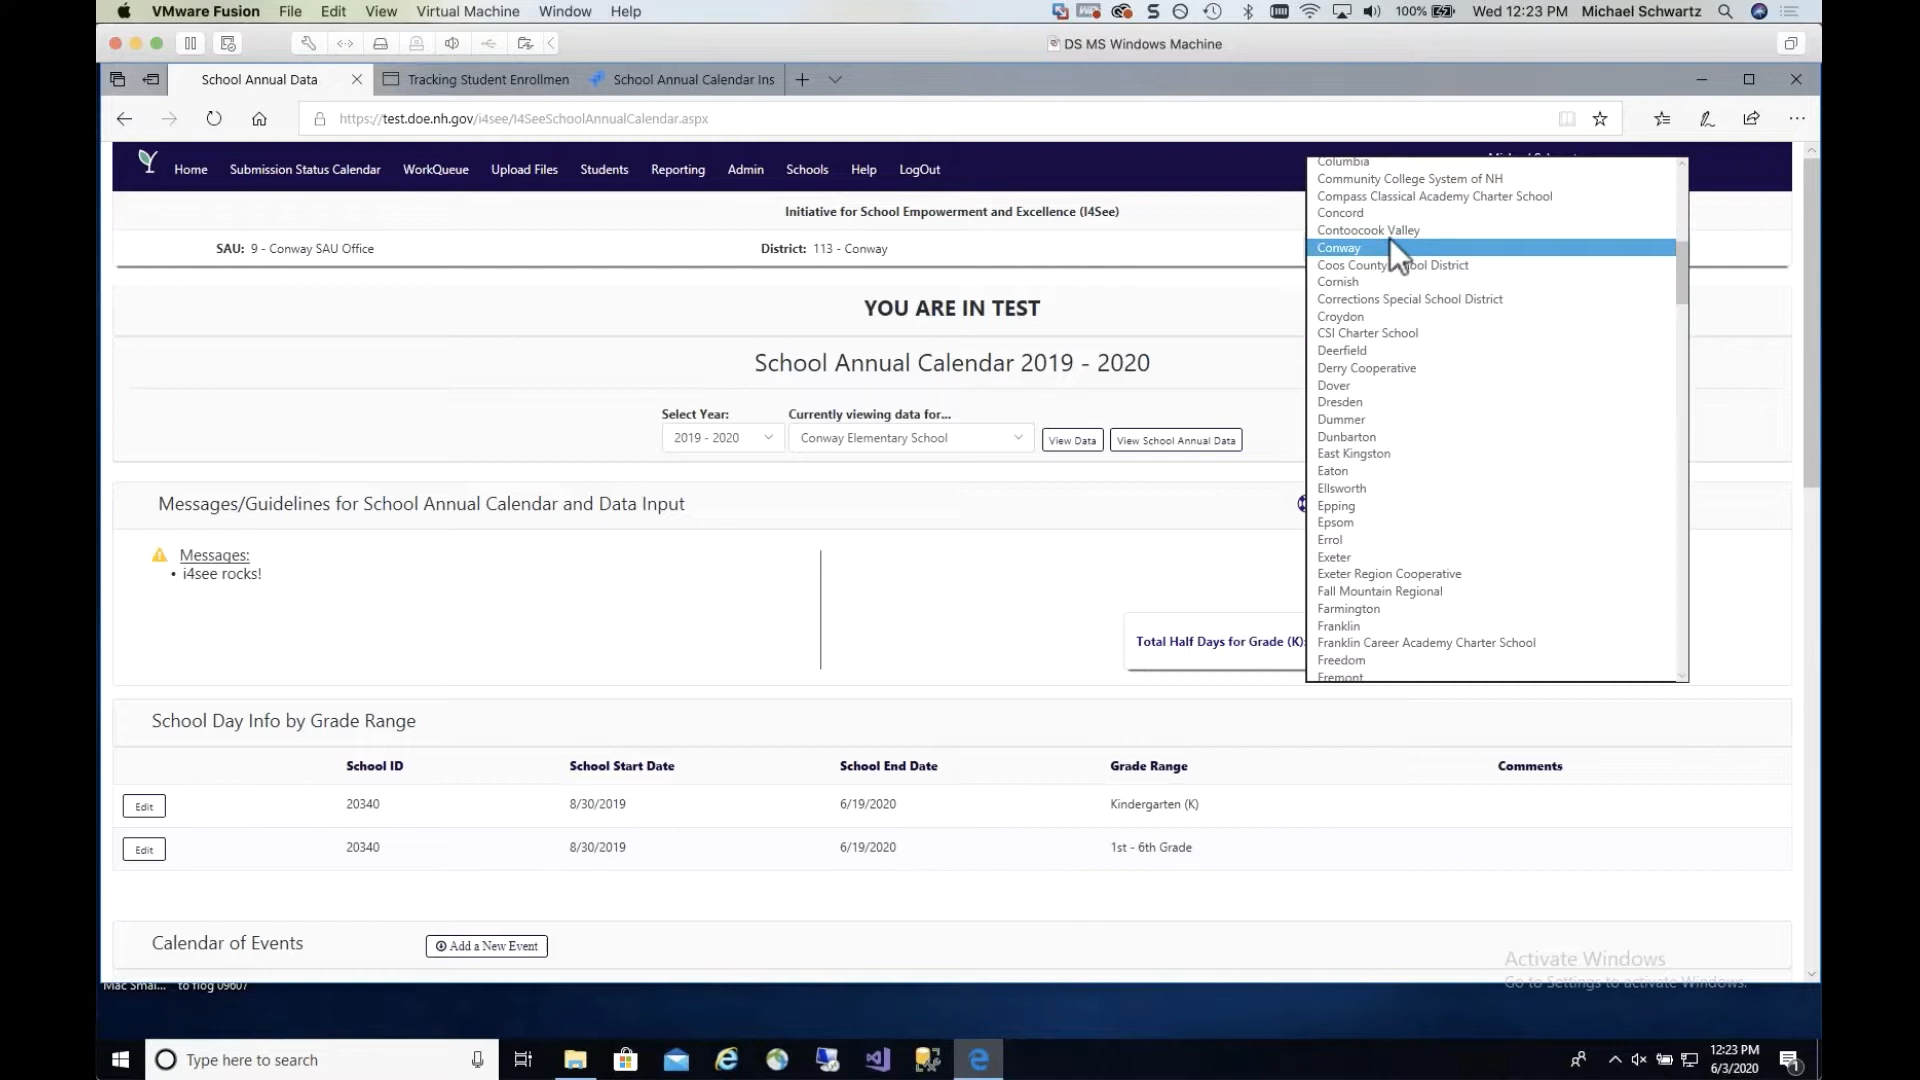 VMware Fusion File Edit View Virtual Machine Window Help 100% Wed 12:23 PM Michael Schwartz
DS MS Windows Machine
School Annual Data Tracking Student Enrollmen School Annual Calendar Ins
https://test.doe.nh.gov/i4see/I4SeeSchoolAnnualCalendar.aspx
Home Submission Status Calendar WorkQueue Upload Files Students Reporting Admin Schools Help LogOut
Initiative for School Empowerment and Excellence (I4See)
SAU: 9 - Conway SAU Office District: 113 - Conway
YOU ARE IN TEST
School Annual Calendar 2019 - 2020
Select Year: Currently viewing data for...
2019 - 2020 Conway Elementary School View Data View School Annual Data
Columbia
Community College System of NH
Compass Classical Academy Charter School
Concord
Contoocook Valley
Conway
Coos County School District
Cornish
Corrections Special School District
Croydon
CSI Charter School
Deerfield
Derry Cooperative
Dover
Dresden
Dummer
Dunbarton
East Kingston
Eaton
Ellsworth
Epping
Epsom
Errol
Exeter
Exeter Region Cooperative
Fall Mountain Regional
Farmington
Franklin
Franklin Career Academy Charter School
Freedom
Fremont
Messages/Guidelines for School Annual Calendar and Data Input
Messages:
• i4see rocks!
Total Half Days for Grade (K):
School Day Info by Grade Range
School ID School Start Date School End Date Grade Range Comments
Edit 20340 8/30/2019 6/19/2020 Kindergarten (K)
Edit 20340 8/30/2019 6/19/2020 1st - 6th Grade
Calendar of Events Add a New Event
Activate Windows
Go to Settings to activate Windows.
Type here to search
12:23 PM
6/3/2020
1